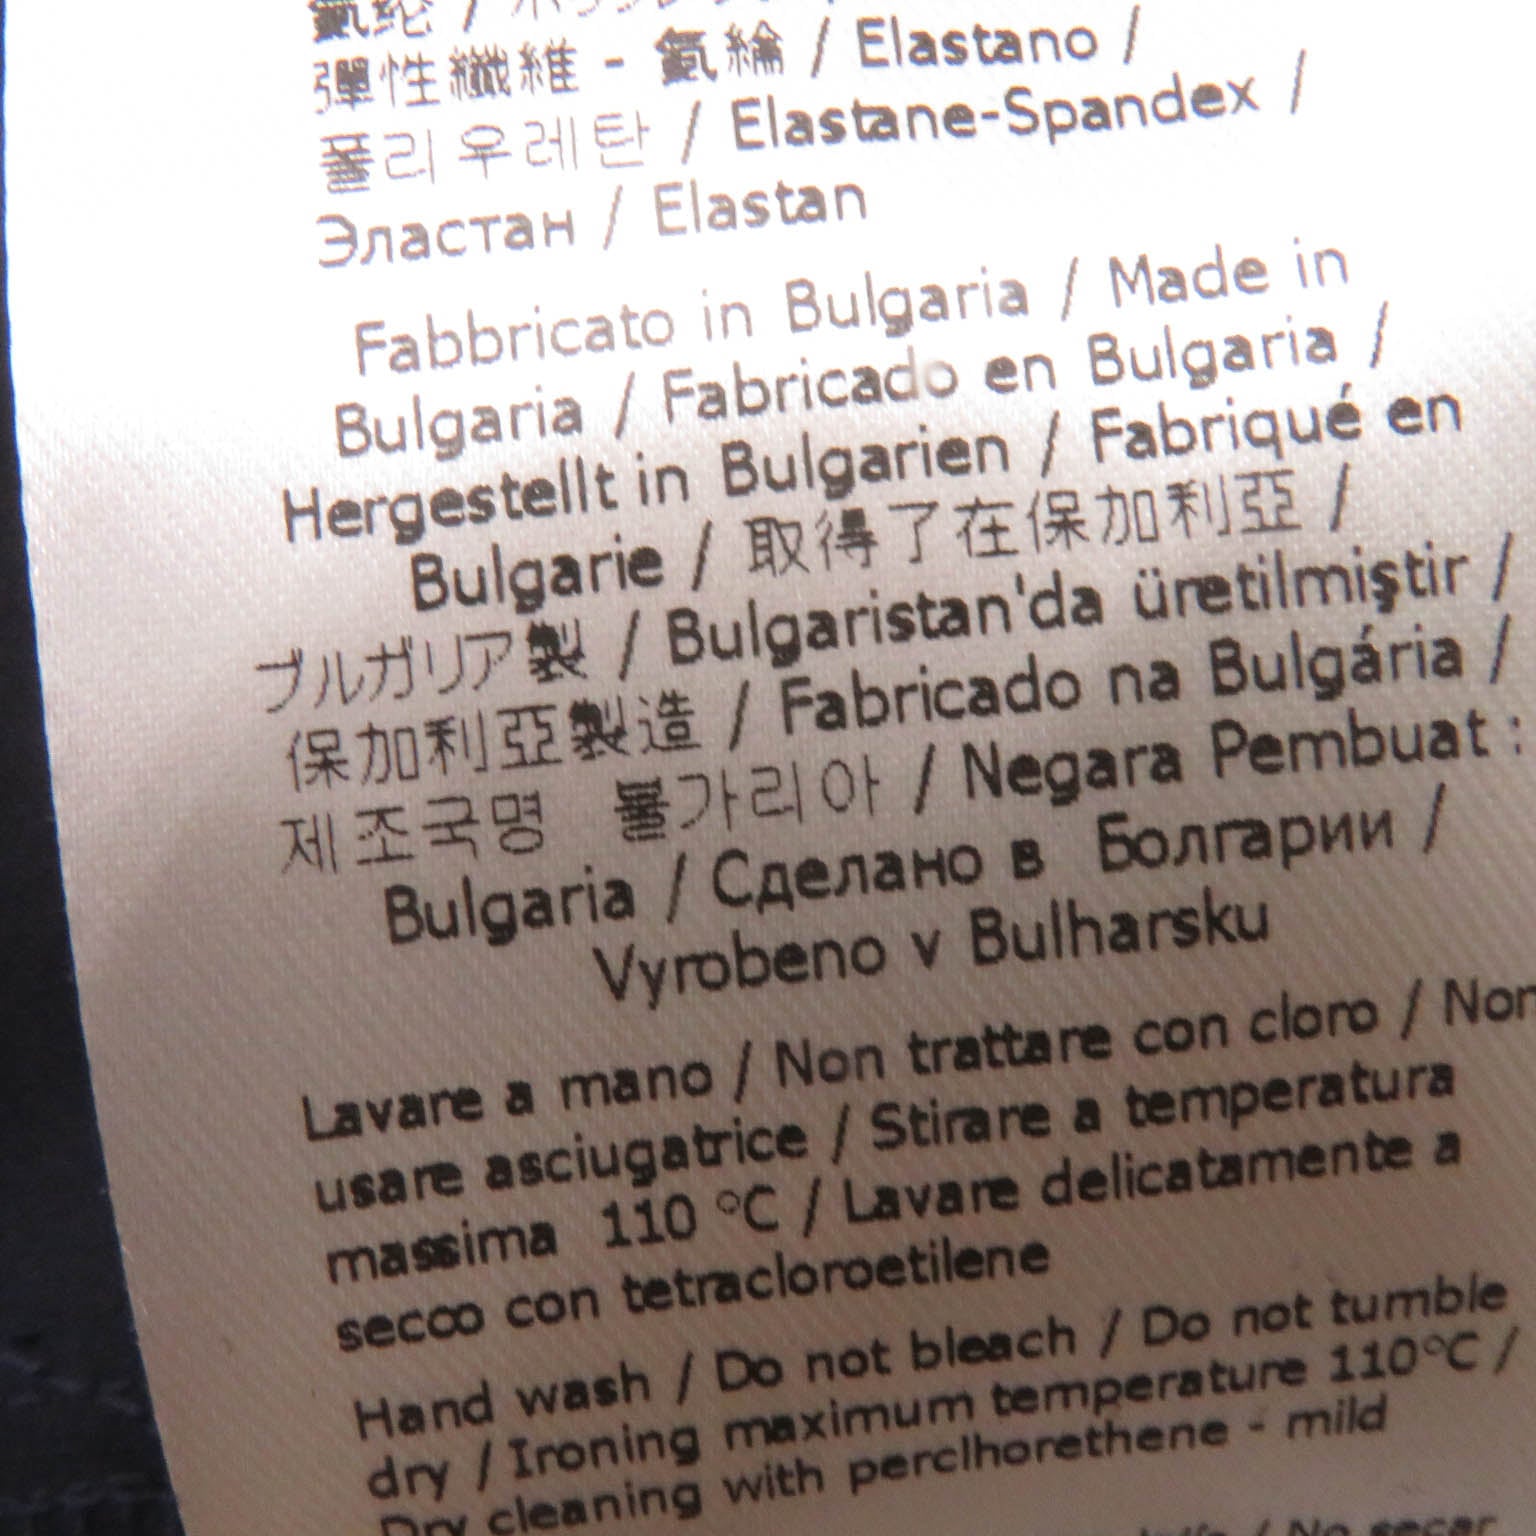 氨綸 /
彈性纖維 - 氨綸 / Elastano /
폴리우레탄 / Elastane-Spandex /
Эластан / Elastan
Fabbricato in Bulgaria / Made in
Bulgaria / Fabricado en Bulgaria /
Hergestellt in Bulgarien / Fabriqué en
Bulgarie / 取得了在保加利亞 /
ブルガリア製 / Bulgaristan'da üretilmiştir /
保加利亞製造 / Fabricado na Bulgária /
제조국명 불가리아 / Negara Pembuat :
Bulgaria / Сделано в Болгарии /
Vyrobeno v Bulharsku
Lavare a mano / Non trattare con cloro / Non
usare asciugatrice / Stirare a temperatura
massima 110 °C / Lavare delicatamente a
secco con tetracloroetilene
Hand wash / Do not bleach / Do not tumble
dry / Ironing maximum temperature 110°C /
Dry cleaning with perclhorethene - mild
/ No secar